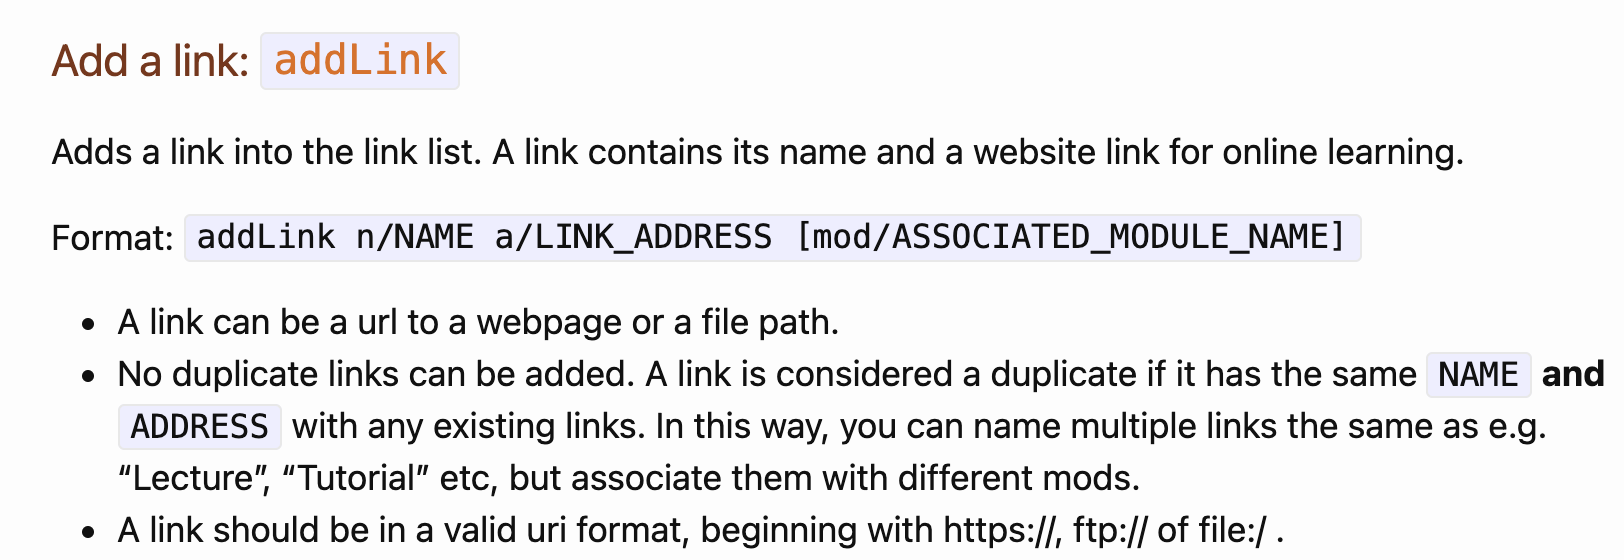 Add a link: addLink
Adds a link into the link list. A link contains its name and a website link for online learning.
Format: addLink n/NAME a/LINK_ADDRESS [mod/ASSOCIATED_MODULE_NAME]
• A link can be a url to a webpage or a file path.
• No duplicate links can be added. A link is considered a duplicate if it has the same NAME and
ADDRESS with any existing links. In this way, you can name multiple links the same as e.g.
“Lecture”, “Tutorial” etc, but associate them with different mods.
• A link should be in a valid uri format, beginning with https://, ftp:// of file:/ .